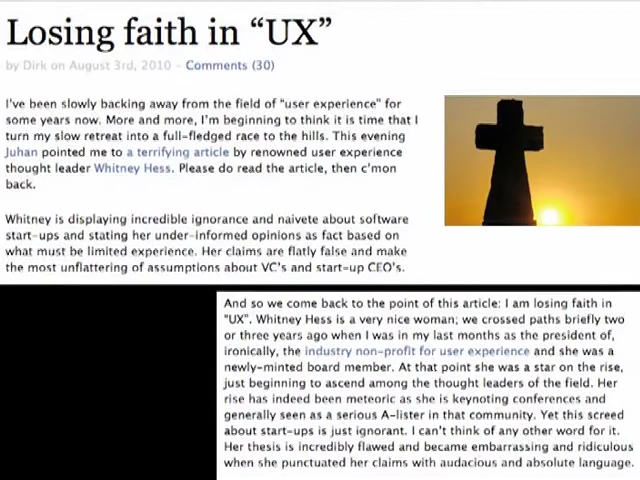 Losing faith in “UX”
by Dirk on August 3rd, 2010 - Comments (30)
I've been slowly backing away from the field of "user experience" for
some years now. More and more, I'm beginning to think it is time that I
turn my slow retreat into a full-fledged race to the hills. This evening
Juhan pointed me to a terrifying article by renowned user experience
thought leader Whitney Hess. Please do read the article, then c'mon
back.
Whitney is displaying incredible ignorance and naivete about software
start-ups and stating her under-informed opinions as fact based on
what must be limited experience. Her claims are flatly false and make
the most unflattering of assumptions about VC's and start-up CEO's.
And so we come back to the point of this article: I am losing faith in
"UX". Whitney Hess is a very nice woman; we crossed paths briefly two
or three years ago when I was in my last months as the president of,
ironically, the industry non-profit for user experience and she was a
newly-minted board member. At that point she was a star on the rise,
just beginning to ascend among the thought leaders of the field. Her
rise has indeed been meteoric as she is keynoting conferences and
generally seen as a serious A-lister in that community. Yet this screed
about start-ups is just ignorant. I can't think of any other word for it.
Her thesis is incredibly flawed and became embarrassing and ridiculous
when she punctuated her claims with audacious and absolute language.